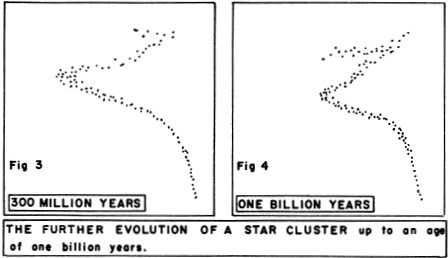 Fig 3
300 MILLION YEARS
Fig 4
ONE BILLION YEARS
THE FURTHER EVOLUTION OF A STAR CLUSTER up to an age
of one billion years.